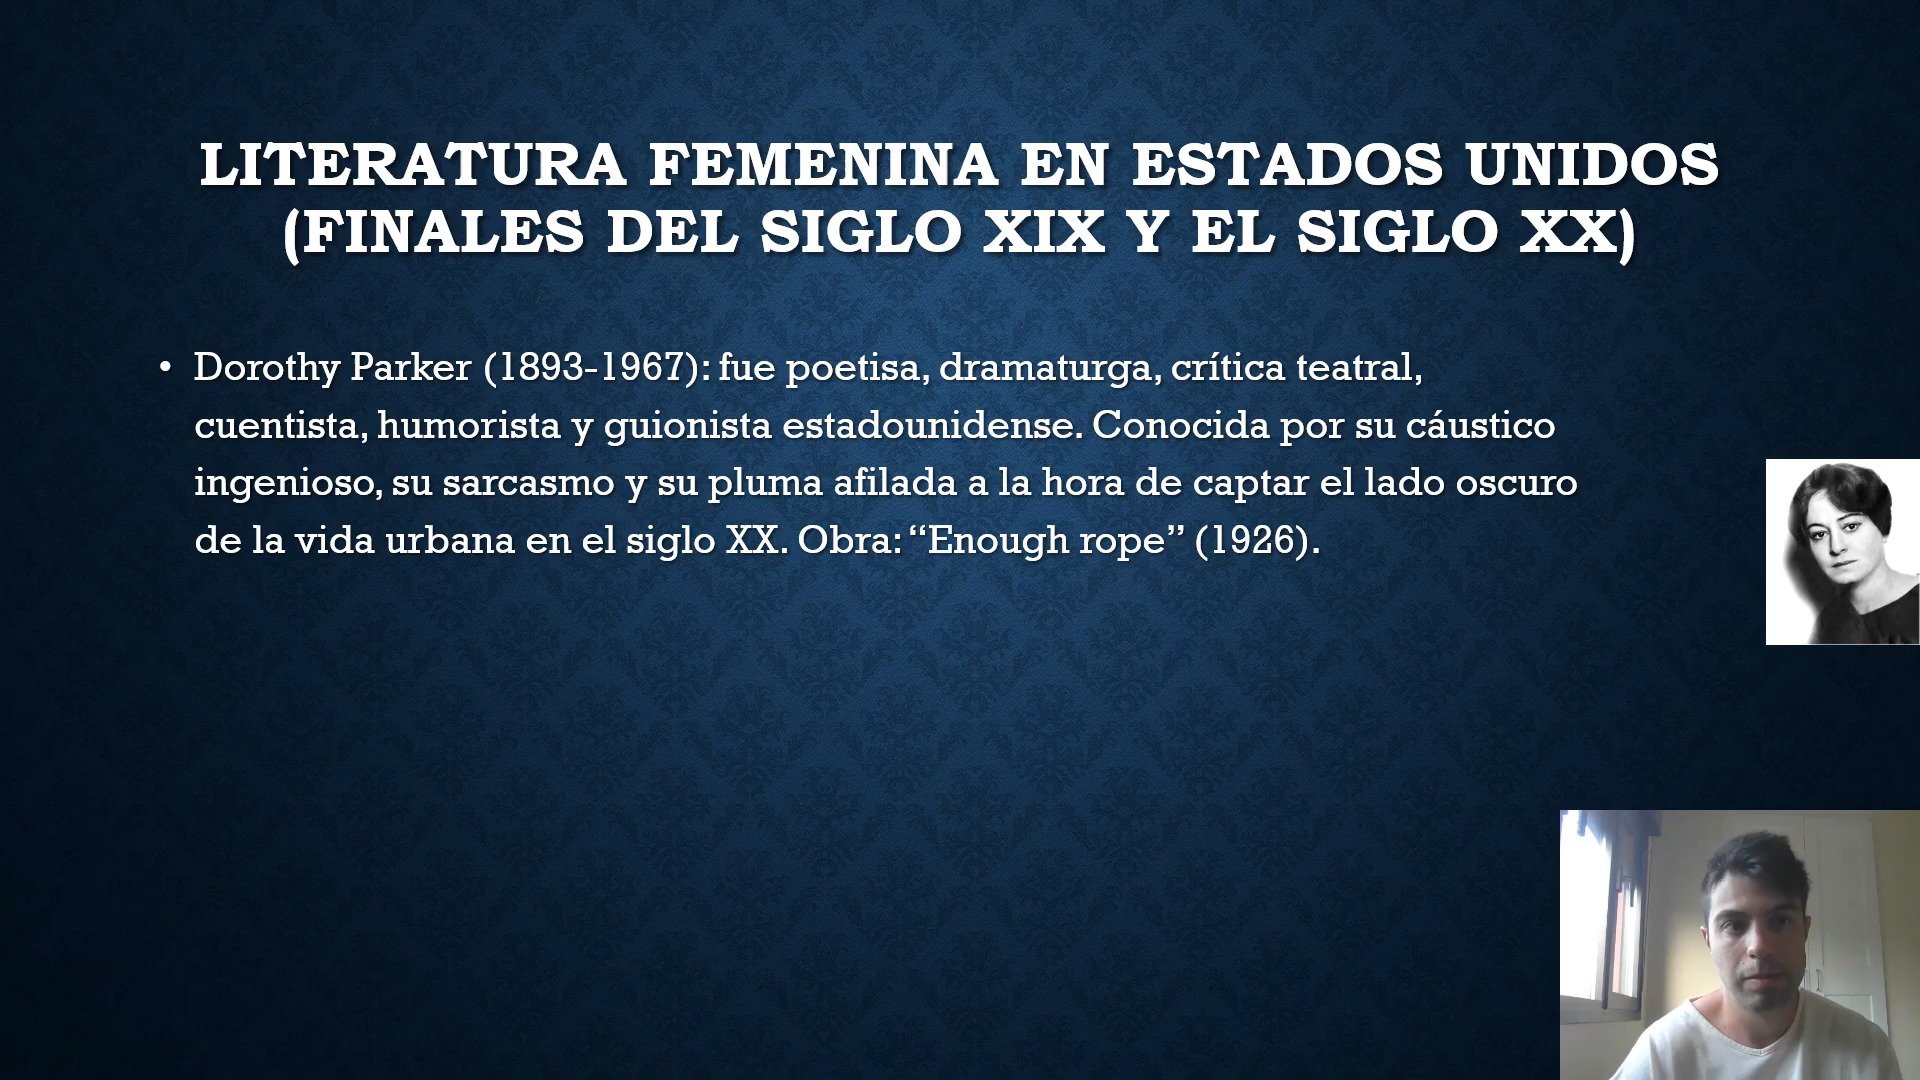 LITERATURA FEMENINA EN ESTADOS UNIDOS
(FINALES DEL SIGLO XIX Y EL SIGLO XX)
• Dorothy Parker (1893-1967): fue poetisa, dramaturga, crítica teatral,
cuentista, humorista y guionista estadounidense. Conocida por su cáustico
ingenioso, su sarcasmo y su pluma afilada a la hora de captar el lado oscuro
de la vida urbana en el siglo XX. Obra: “Enough rope” (1926).